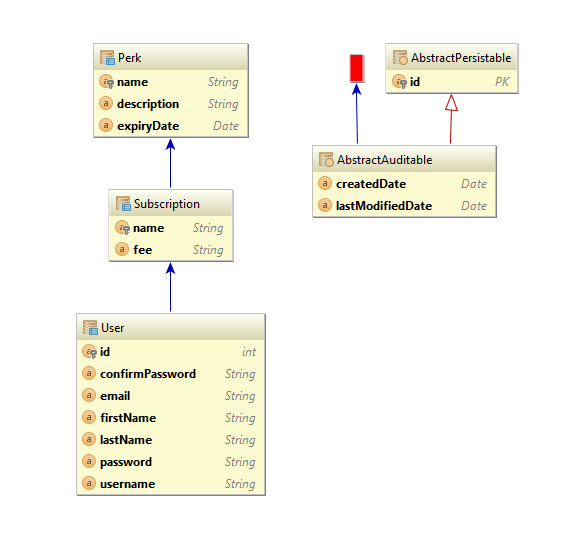 Perk
name String
description String
expiryDate Date
Subscription
name String
fee String
User
id int
confirmPassword String
email String
firstName String
lastName String
password String
username String
AbstractPersistable
id PK
AbstractAuditable
createdDate Date
lastModifiedDate Date